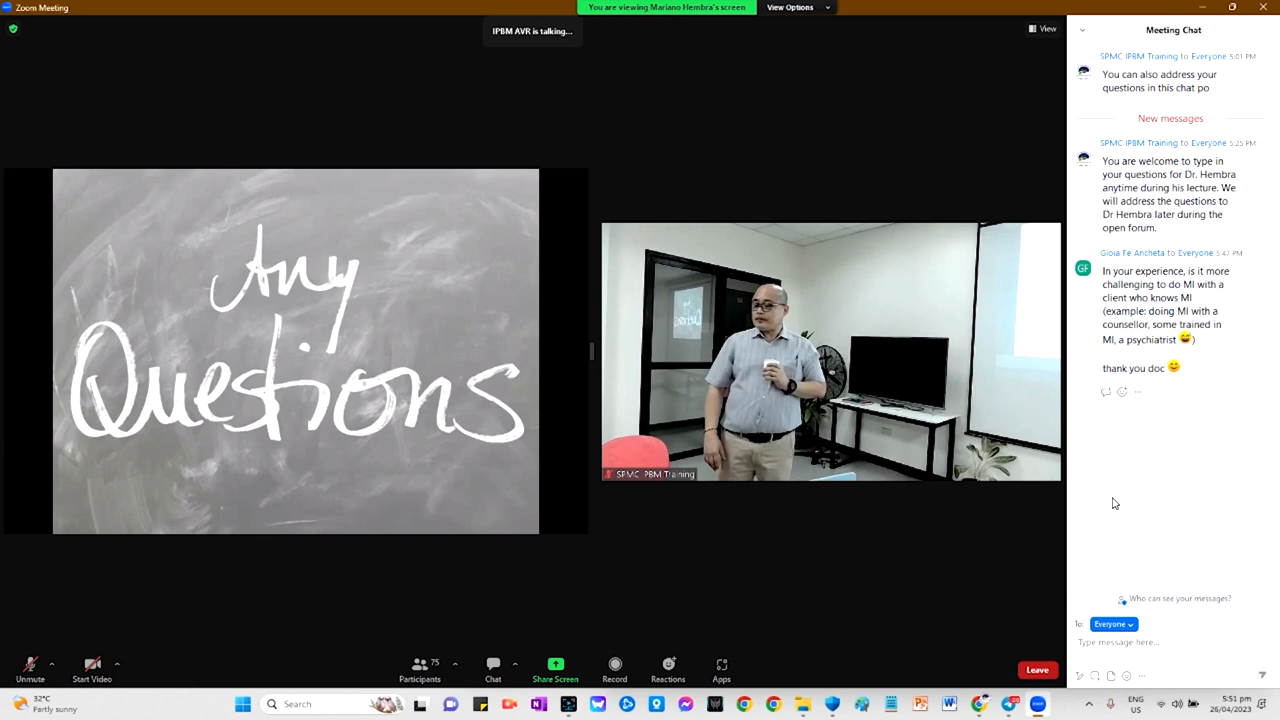 Zoom Meeting
You are viewing Mariano Hembra's screen
View Options
IPBM AVR is talking...
View
Any
Questions
SPMC IPBM Training
Meeting Chat
SPMC IPBM Training to Everyone 5:01 PM
You can also address your
questions in this chat po
New messages
SPMC IPBM Training to Everyone 5:25 PM
You are welcome to type in
your questions for Dr. Hembra
anytime during his lecture. We
will address the questions to
Dr Hembra later during the
open forum.
Gioia Fe Ancheta to Everyone 5:47 PM
GF
In your experience, is it more
challenging to do MI with a
client who knows MI
(example: doing MI with a
counsellor, some trained in
MI, a psychiatrist 😅)
thank you doc 😊
Who can see your messages?
To: Everyone
Type message here...
Unmute
Start Video
75
Participants
Chat
Share Screen
Record
Reactions
Apps
Leave
32°C
Partly sunny
Search
ENG
US
5:51 pm
26/04/2023